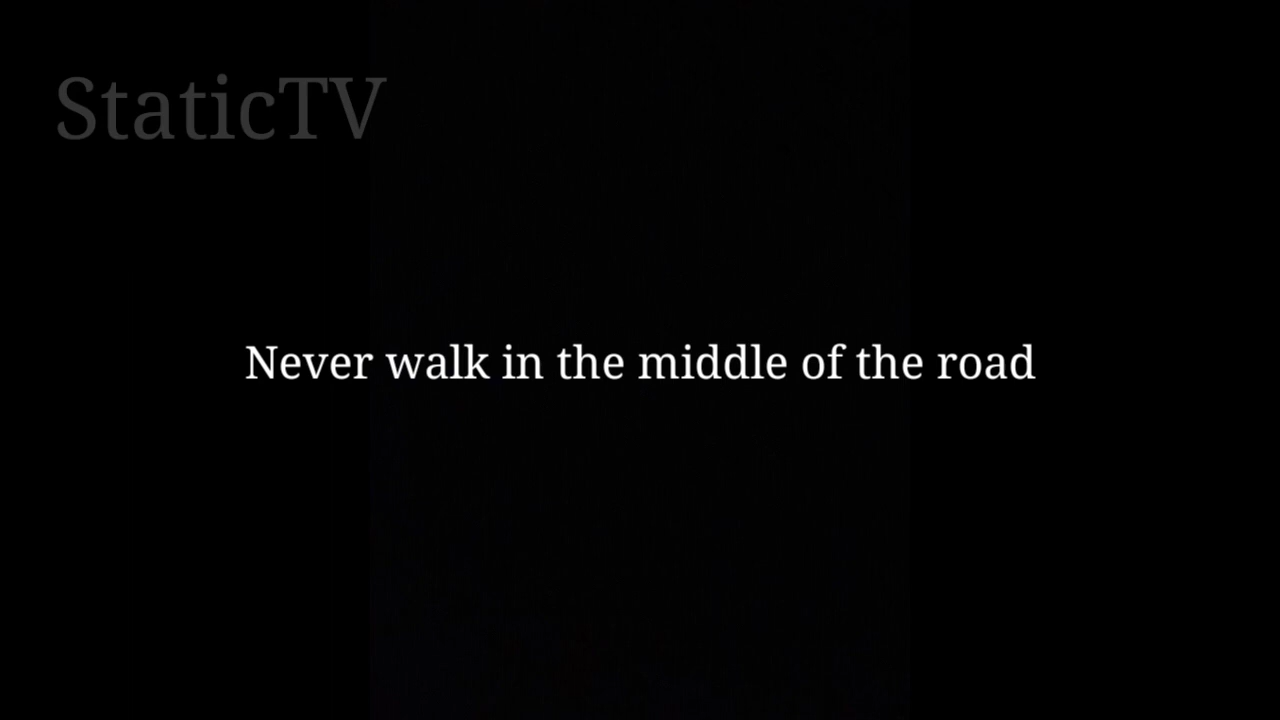 StaticTV
Never walk in the middle of the road